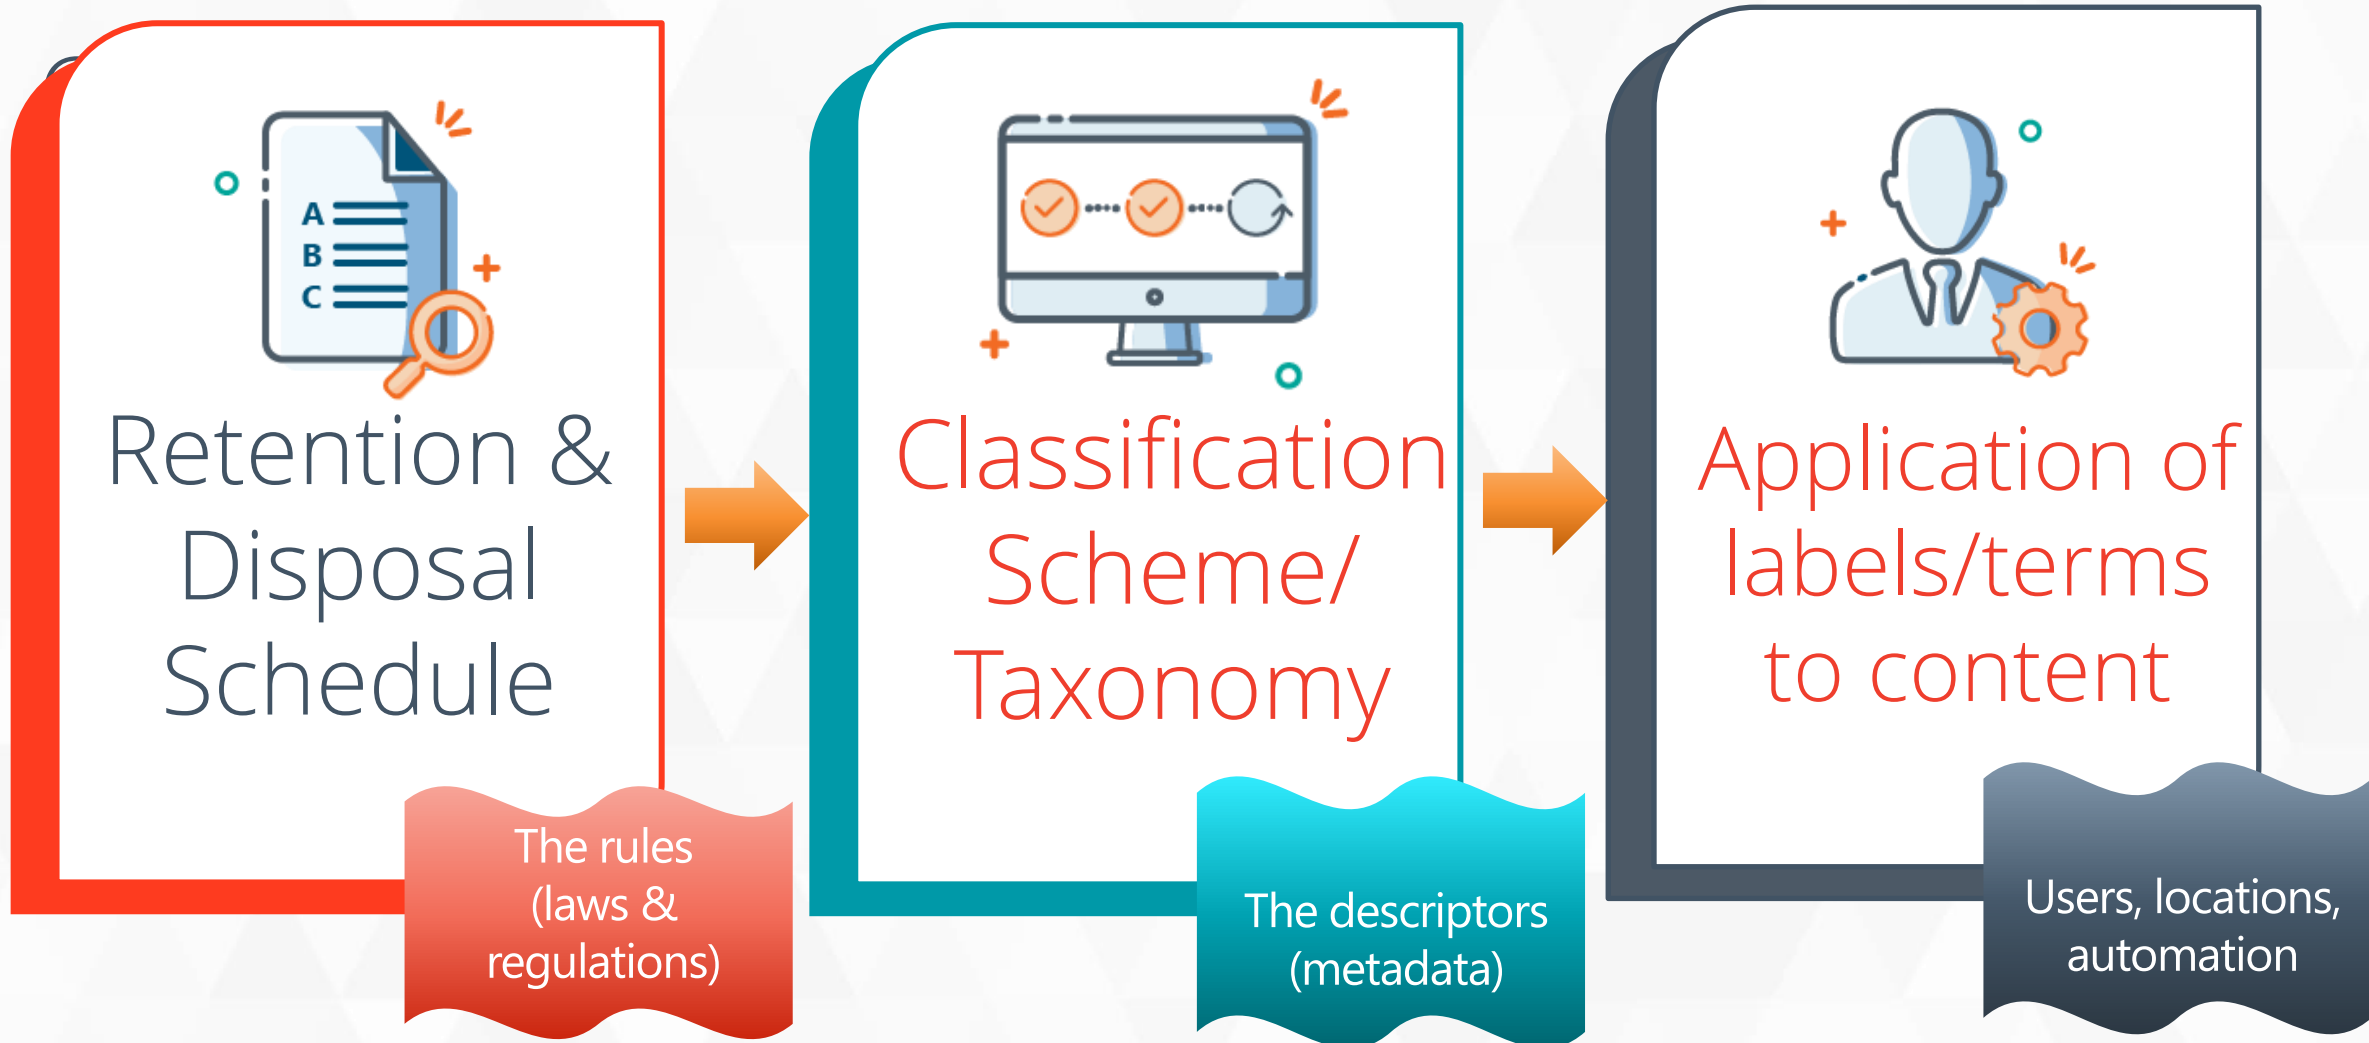 A
B
C
Retention &
Disposal
Schedule
The rules
(laws &
regulations)
Classification
Scheme/
Taxonomy
The descriptors
(metadata)
Application of
labels/terms
to content
Users, locations,
automation